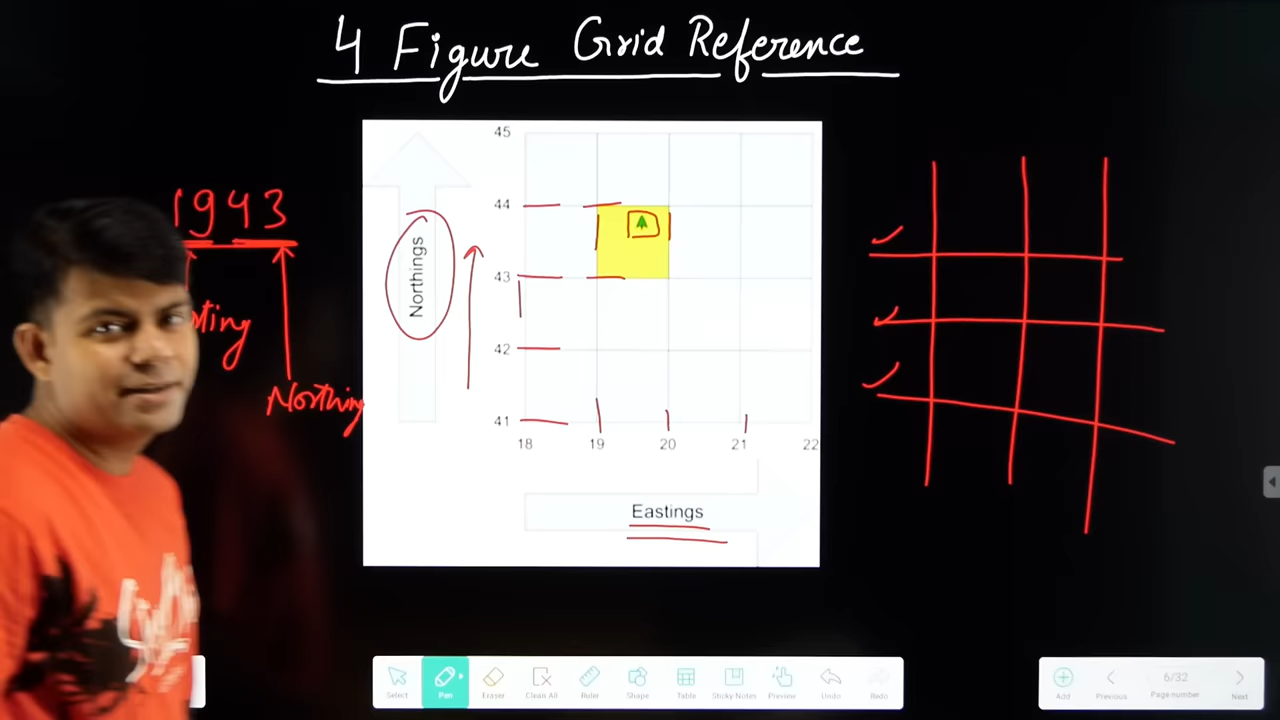 4 Figure Grid Reference
45
1943
44
Northings
43
42
Northing
41
18 19 20 21 22
Eastings
Select Pen Eraser Clean All Ruler Shape Table Sticky Notes Preview Undo Redo
Add Previous 6/32 Page number Next